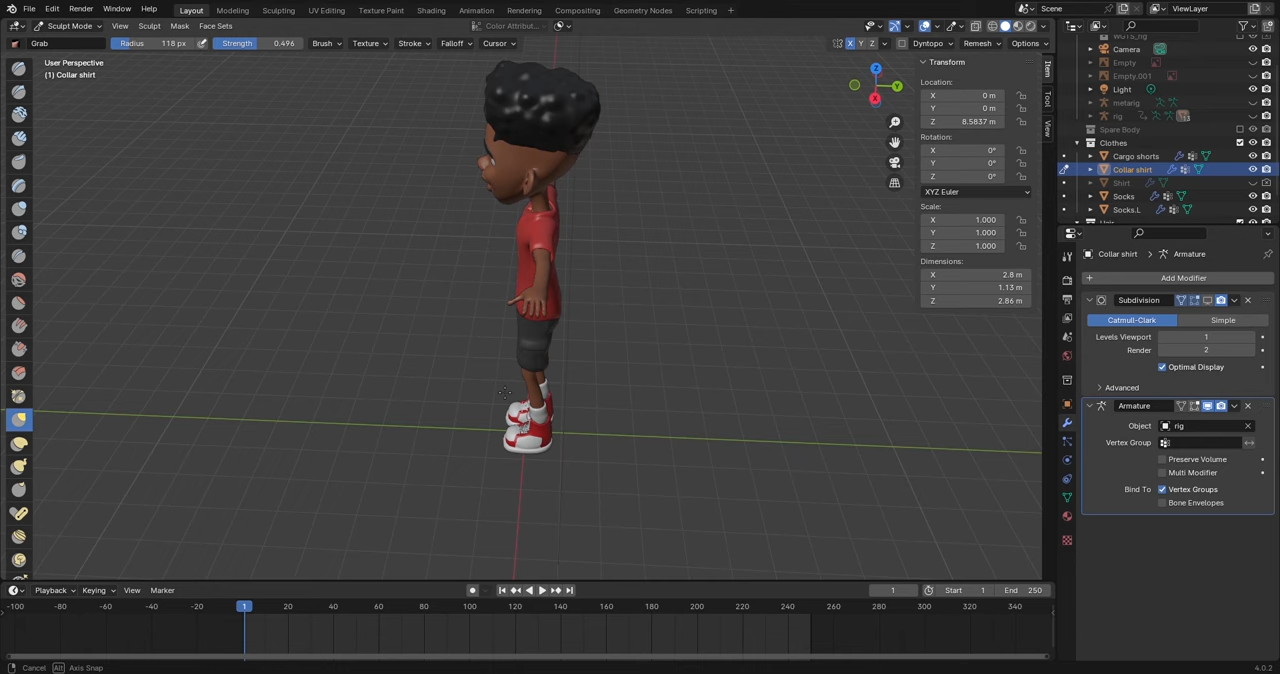 File Edit Render Window Help Layout Modeling Sculpting UV Editing Texture Paint Shading Animation Rendering Compositing Geometry Nodes Scripting + Scene ViewLayer
Sculpt Mode View Sculpt Mask Face Sets Color Attribut...
Grab Radius 118 px Strength 0.496 Brush Texture Stroke Falloff Cursor X Y Z Dyntopo Remesh Options
User Perspective
(1) Collar shirt
Z
Y
X
Transform
Location:
X 0 m
Y 0 m
Z 8.5837 m
Rotation:
X 0°
Y 0°
Z 0°
XYZ Euler
Scale:
X 1.000
Y 1.000
Z 1.000
Dimensions:
X 2.8 m
Y 1.13 m
Z 2.86 m
Item
Tool
View
WGTS_rig
Camera
Empty
Empty.001
Light
metarig
rig
Spare Body
Clothes
Cargo shorts
Collar shirt
Shirt
Socks
Socks.L
Collar shirt > Armature
+ Add Modifier
Subdivision
Catmull-Clark Simple
Levels Viewport 1
Render 2
Optimal Display
Advanced
Armature
Object rig
Vertex Group
Preserve Volume
Multi Modifier
Bind To Vertex Groups
Bone Envelopes
Playback Keying View Marker 1 Start 1 End 250
-100 -80 -60 -40 -20 1 20 40 60 80 100 120 140 160 180 200 220 240 260 280 300 320 340
Cancel Alt Axis Snap 4.0.2